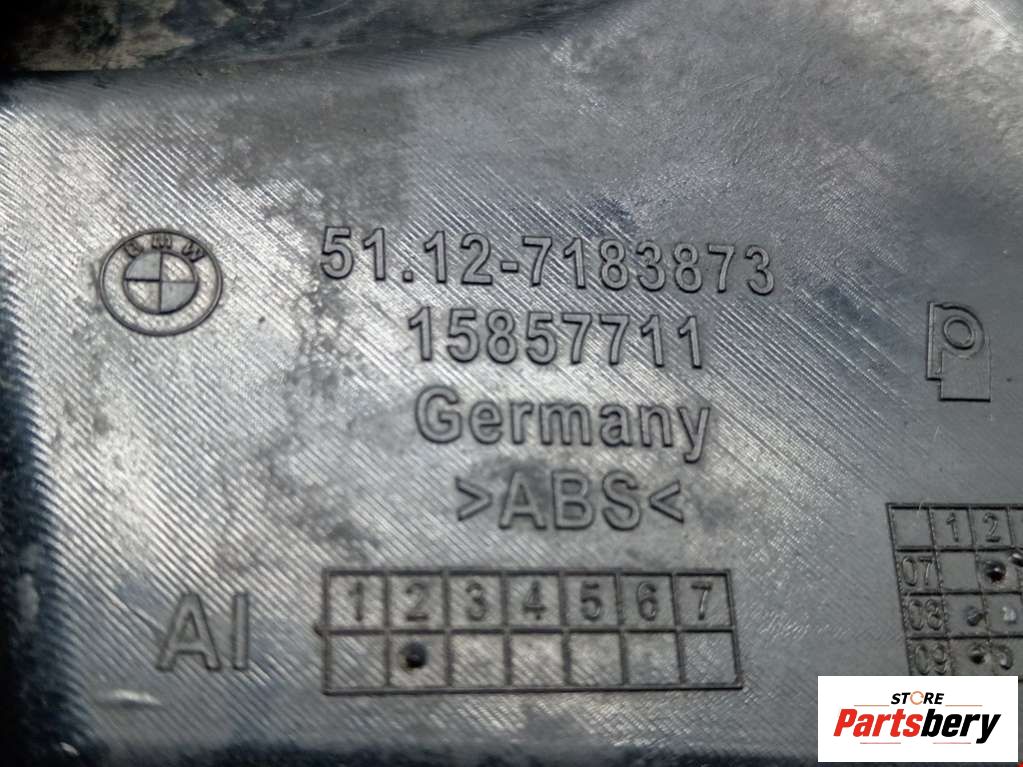 BMW
51.12-7183873
15857711
Germany
>ABS<
AI
1 2 3 4 5 6 7
1 2
07
08
09
STORE
Partsbery